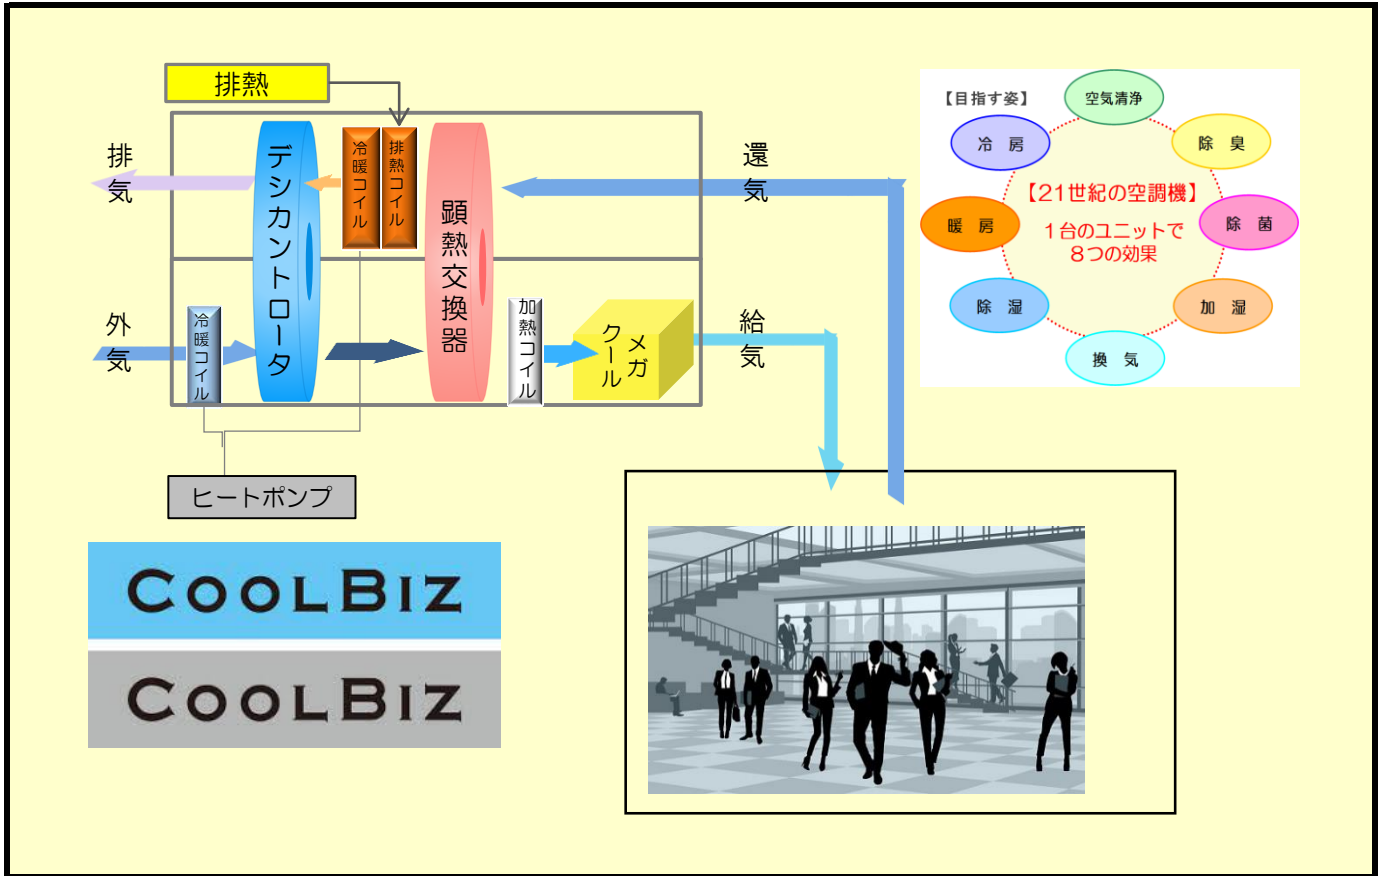 排熱
排気
デシカントロータ
冷暖コイル
排熱コイル
顕熱交換器
還気
外気
冷暖コイル
加熱コイル
メガ
クール
給気
ヒートポンプ
【目指す姿】
空気清浄
冷 房
除 臭
【21世紀の空調機】
暖 房
1台のユニットで
8つの効果
除 菌
除 湿
加 湿
換 気
COOLBIZ
COOLBIZ